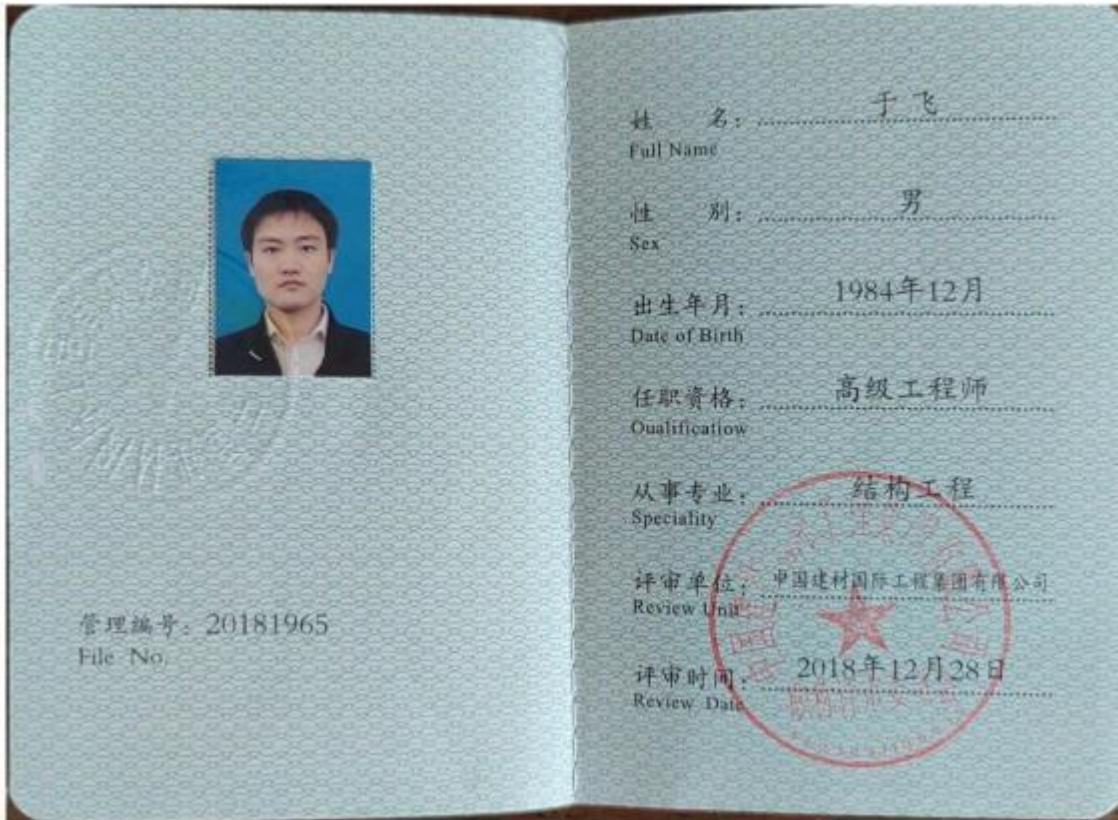 管理编号：20181965
File No.
姓 名：于飞
Full Name
性 别：男
Sex
出生年月：1984年12月
Date of Birth
任职资格：高级工程师
Oualificatiow
从事专业：结构工程
Speciality
评审单位：中国建材国际工程集团有限公司
Review Unit
评审时间：2018年12月28日
Review Date